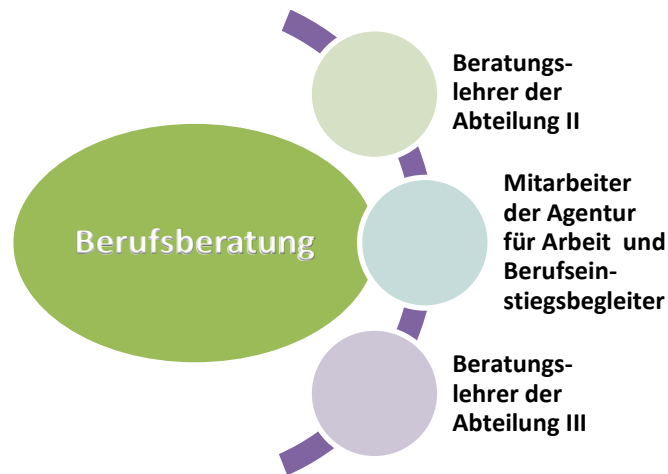 Berufsberatung
Beratungs-
lehrer der
Abteilung II
Mitarbeiter
der Agentur
für Arbeit und
Berufsein-
stiegsbegleiter
Beratungs-
lehrer der
Abteilung III